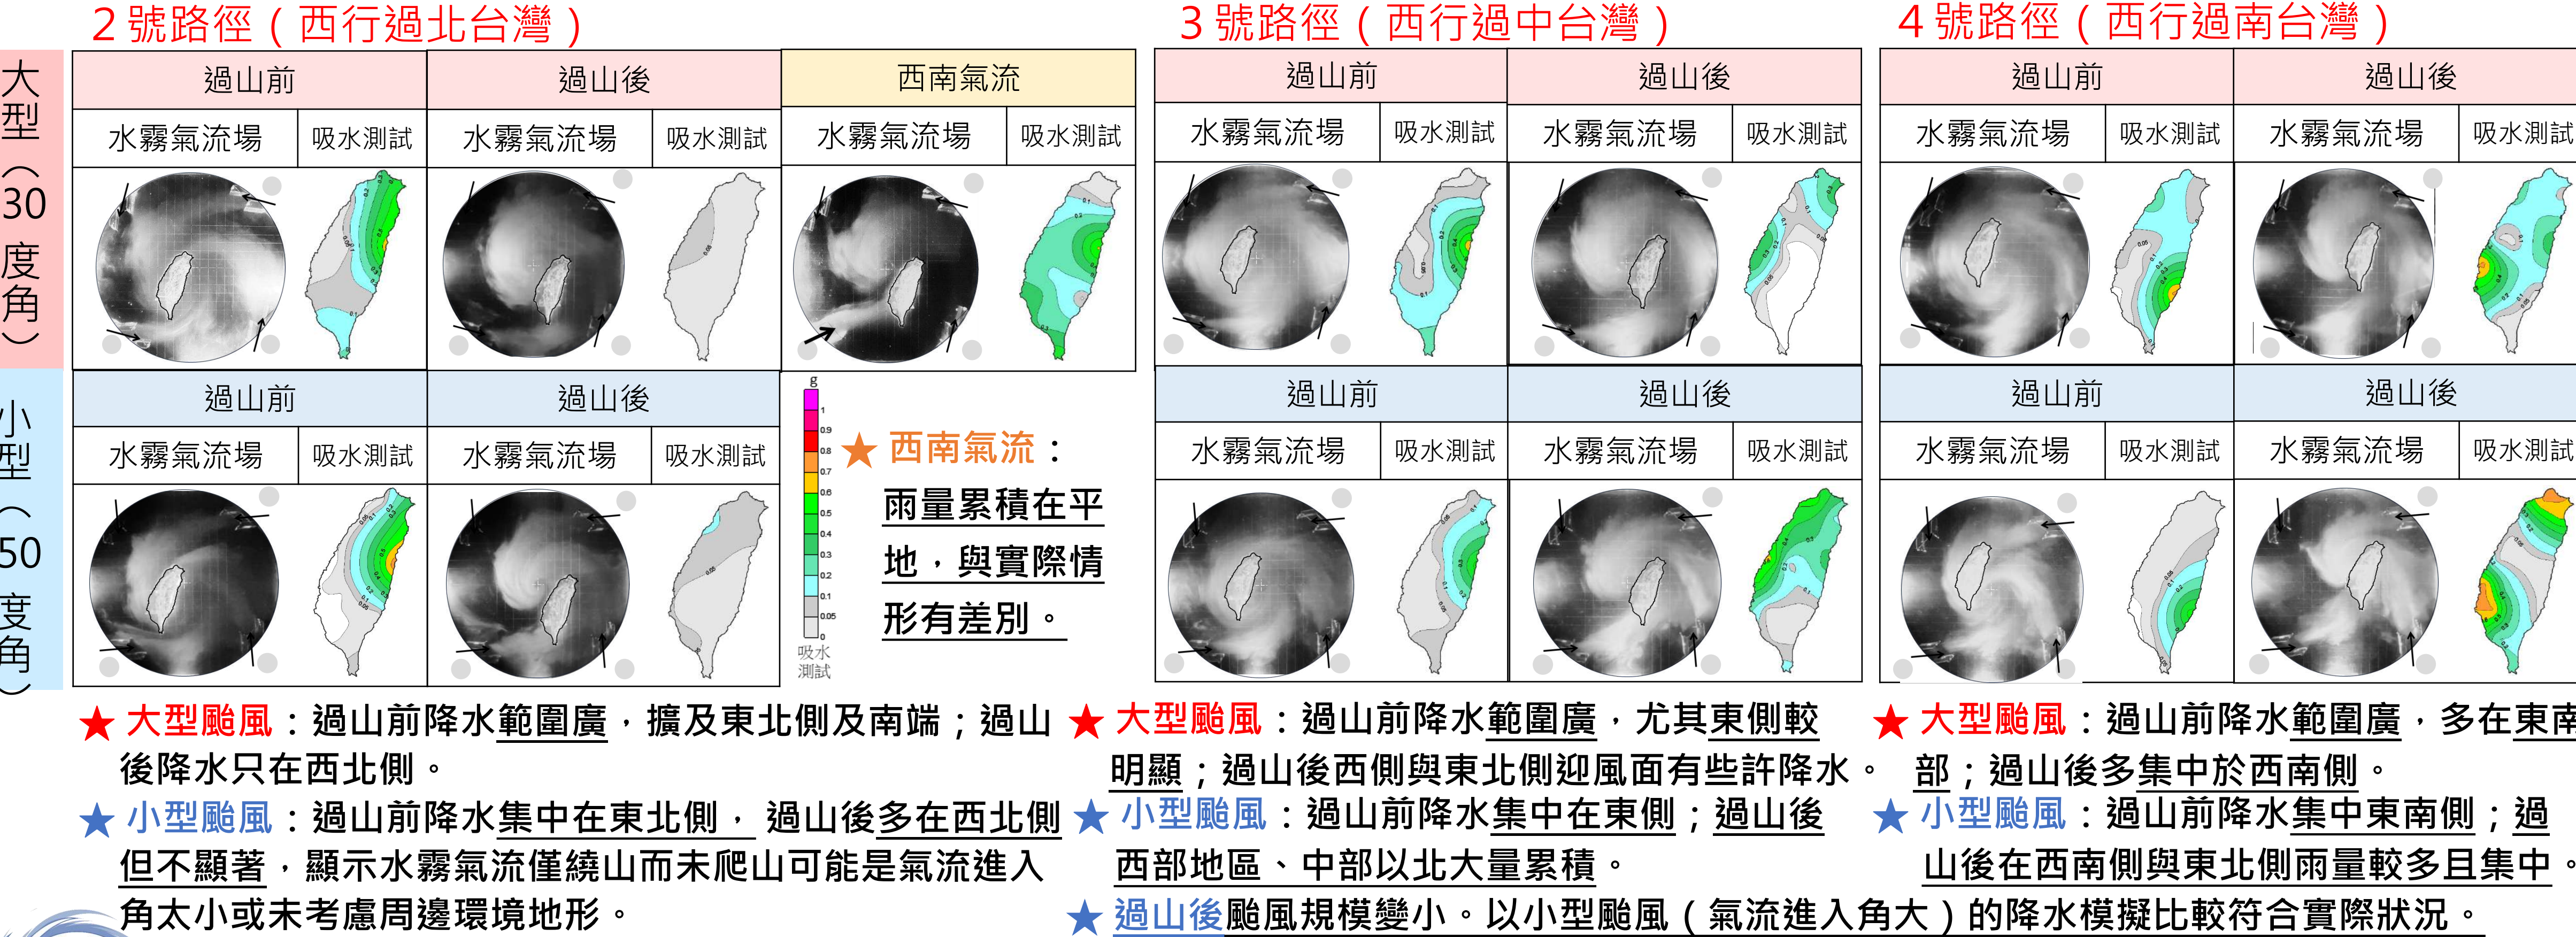 2號路徑（西行過北台灣）
3號路徑（西行過中台灣）
4號路徑（西行過南台灣）
大型（30度角）
過山前
過山後
西南氣流
過山前
過山後
過山前
過山後
水霧氣流場
吸水測試
水霧氣流場
吸水測試
水霧氣流場
吸水測試
水霧氣流場
吸水測試
水霧氣流場
吸水測試
水霧氣流場
吸水測試
水霧氣流場
吸水測試
小型（50度角）
過山前
過山後
過山前
過山後
過山前
過山後
水霧氣流場
吸水測試
水霧氣流場
吸水測試
水霧氣流場
吸水測試
水霧氣流場
吸水測試
水霧氣流場
吸水測試
水霧氣流場
吸水測試
g
1
0.9
0.8
0.7
0.6
0.5
0.4
0.3
0.2
0.1
0.05
0
吸水
測試
★西南氣流：
雨量累積在平
地，與實際情
形有差別。
★大型颱風：過山前降水範圍廣，擴及東北側及南端；過山
後降水只在西北側。
★小型颱風：過山前降水集中在東北側， 過山後多在西北側
但不顯著，顯示水霧氣流僅繞山而未爬山可能是氣流進入
角太小或未考慮周邊環境地形。
★大型颱風：過山前降水範圍廣，尤其東側較
明顯；過山後西側與東北側迎風面有些許降水。
★小型颱風：過山前降水集中在東側；過山後
西部地區、中部以北大量累積。
★大型颱風：過山前降水範圍廣，多在東南
部；過山後多集中於西南側。
★小型颱風：過山前降水集中東南側；過
山後在西南側與東北側雨量較多且集中。
★過山後颱風規模變小。以小型颱風（氣流進入角大）的降水模擬比較符合實際狀況。